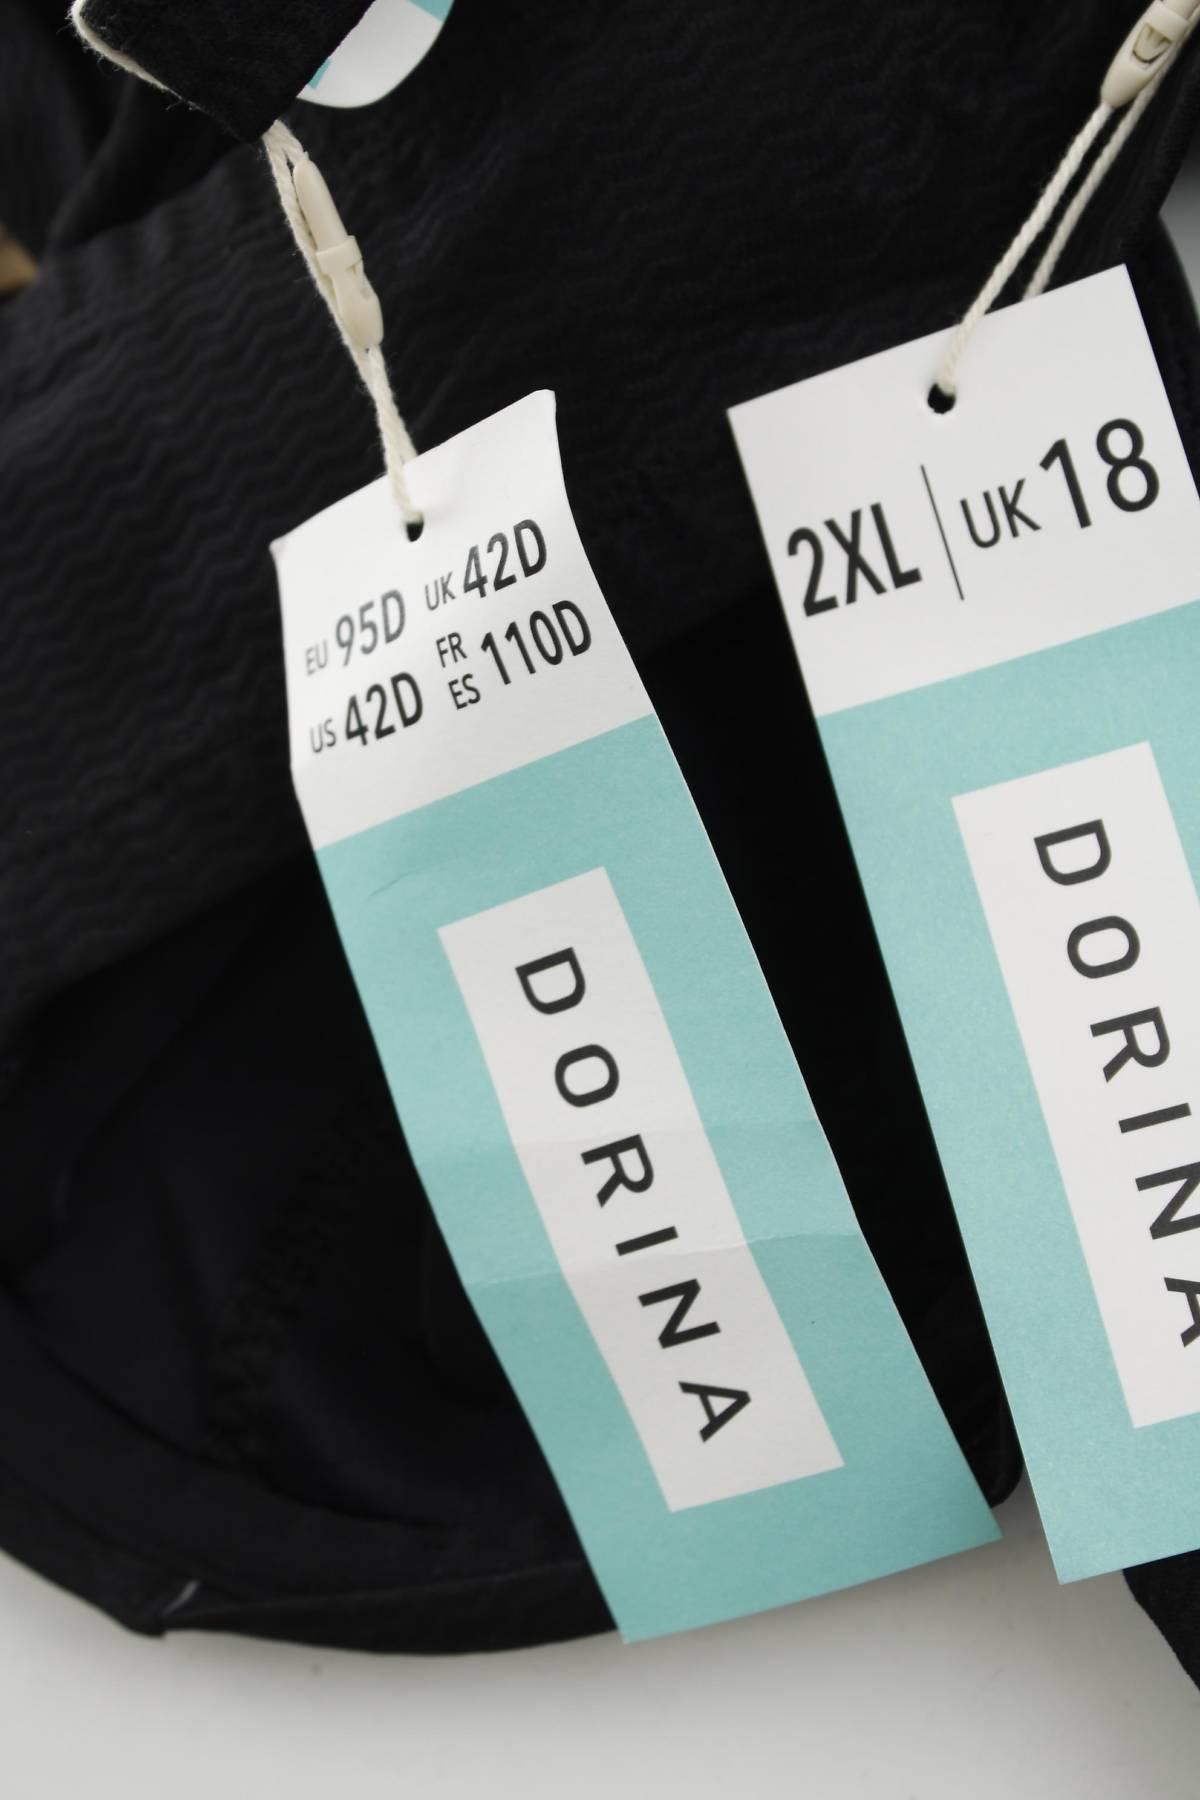 EU 95D UK 42D
US 42D FR ES 110D
DORINA
2XL | UK 18
DORINA